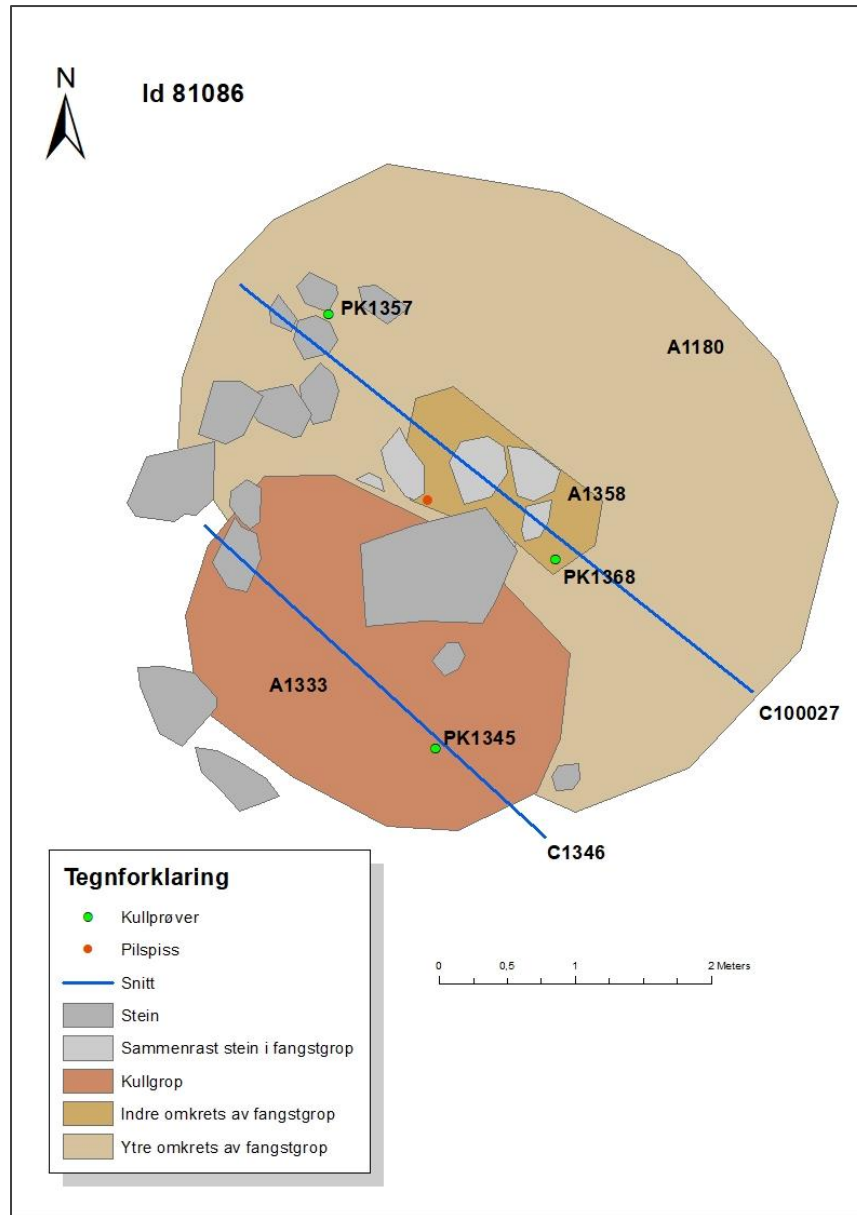 N
Id 81086
PK1357
A1180
A1358
PK1368
A1333
C100027
PK1345
C1346
Tegnforklaring
Kullprøver
Pilspiss
Snitt
Stein
Sammenrast stein i fangstgrop
Kullgrop
Indre omkrets av fangstgrop
Ytre omkrets av fangstgrop
0 0,5 1 2 Meters